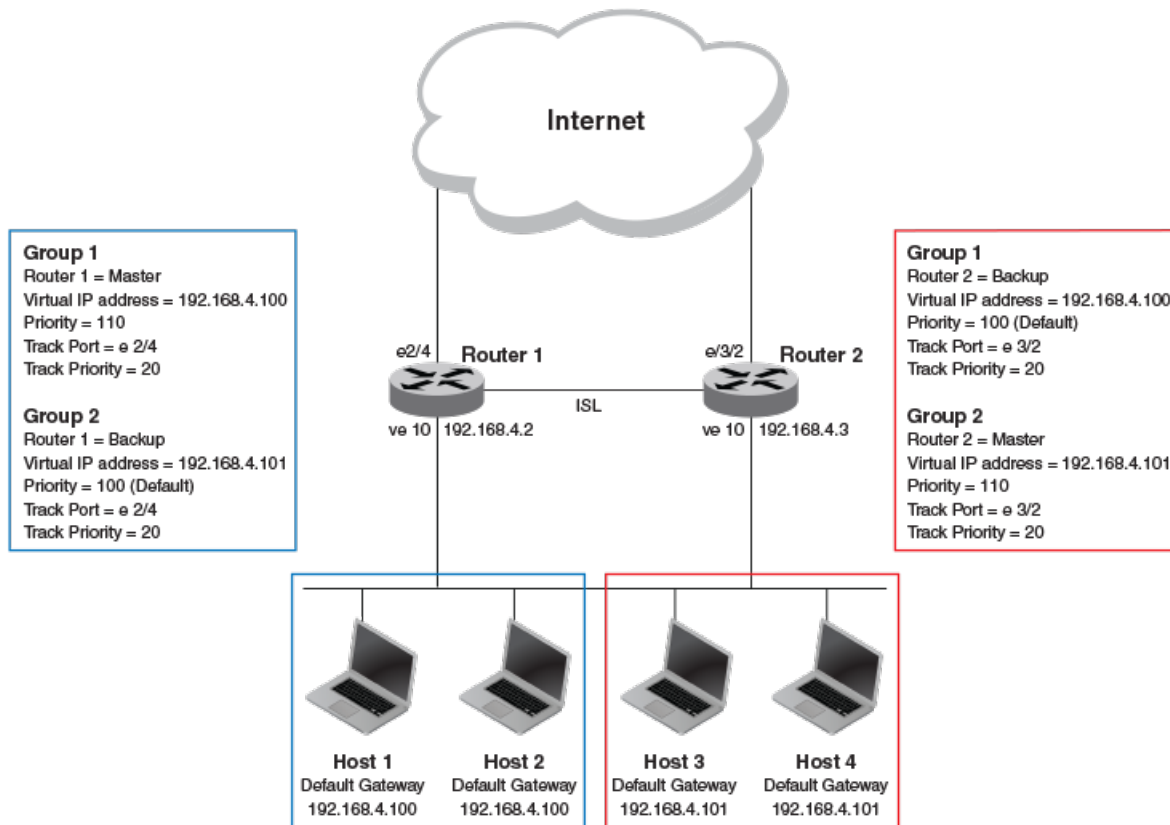 Internet
Group 1
Router 1 = Master
Virtual IP address = 192.168.4.100
Priority = 110
Track Port = e 2/4
Track Priority = 20
Group 2
Router 1 = Backup
Virtual IP address = 192.168.4.101
Priority = 100 (Default)
Track Port = e 2/4
Track Priority = 20
Group 1
Router 2 = Backup
Virtual IP address = 192.168.4.100
Priority = 100 (Default)
Track Port = e 3/2
Track Priority = 20
Group 2
Router 2 = Master
Virtual IP address = 192.168.4.101
Priority = 110
Track Port = e 3/2
Track Priority = 20
e2/4
Router 1
e/3/2
Router 2
ISL
ve 10
192.168.4.2
ve 10
192.168.4.3
Host 1
Default Gateway
192.168.4.100
Host 2
Default Gateway
192.168.4.100
Host 3
Default Gateway
192.168.4.101
Host 4
Default Gateway
192.168.4.101